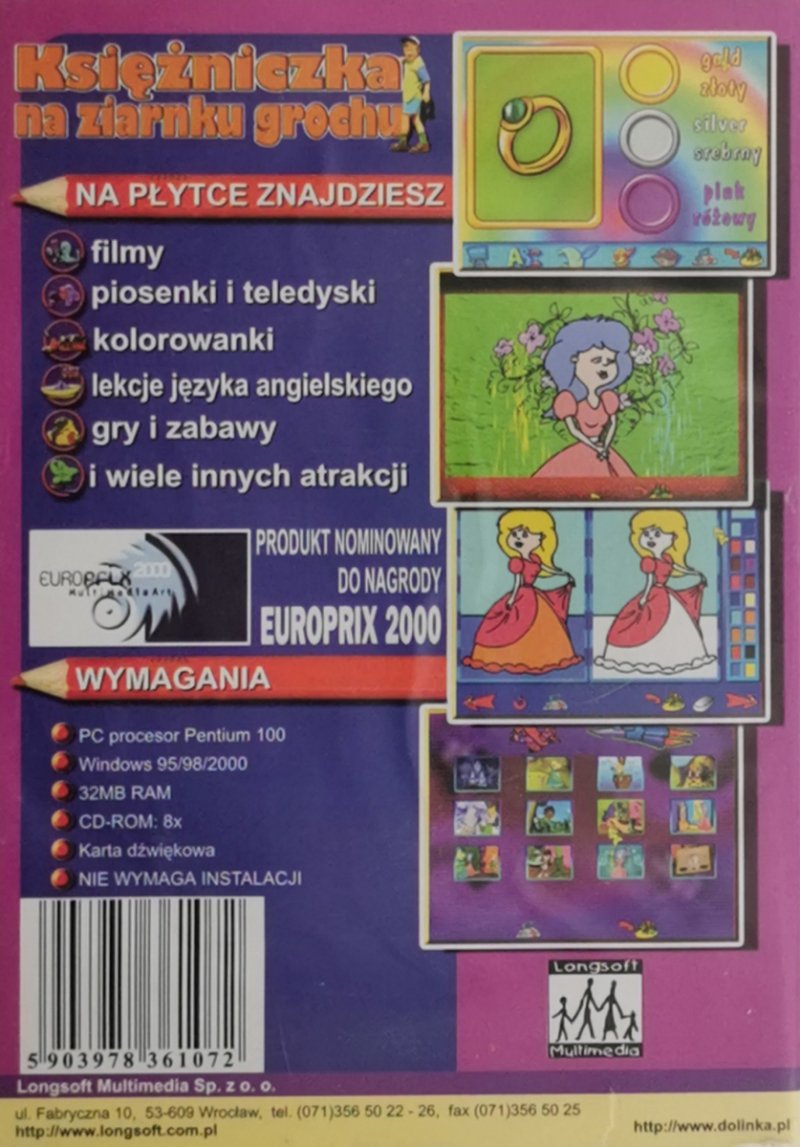 Księżniczka
na ziarnku grochu
NA PŁYTCE ZNAJDZIESZ
filmy
piosenki i teledyski
kolorowanki
lekcje języka angielskiego
gry i zabawy
i wiele innych atrakcji
gold
złoty
silver
srebrny
pink
różowy
EUROPRIX 2000
MultiMediaArt
PRODUKT NOMINOWANY
DO NAGRODY
EUROPRIX 2000
WYMAGANIA
PC procesor Pentium 100
Windows 95/98/2000
32MB RAM
CD-ROM: 8x
Karta dźwiękowa
NIE WYMAGA INSTALACJI
5 903978 361072
Longsoft
Multimedia
Longsoft Multimedia Sp. z o. o.
ul. Fabryczna 10, 53-609 Wrocław, tel. (071)356 50 22 - 26, fax (071)356 50 25
http://www.longsoft.com.pl
http://www.dolinka.pl